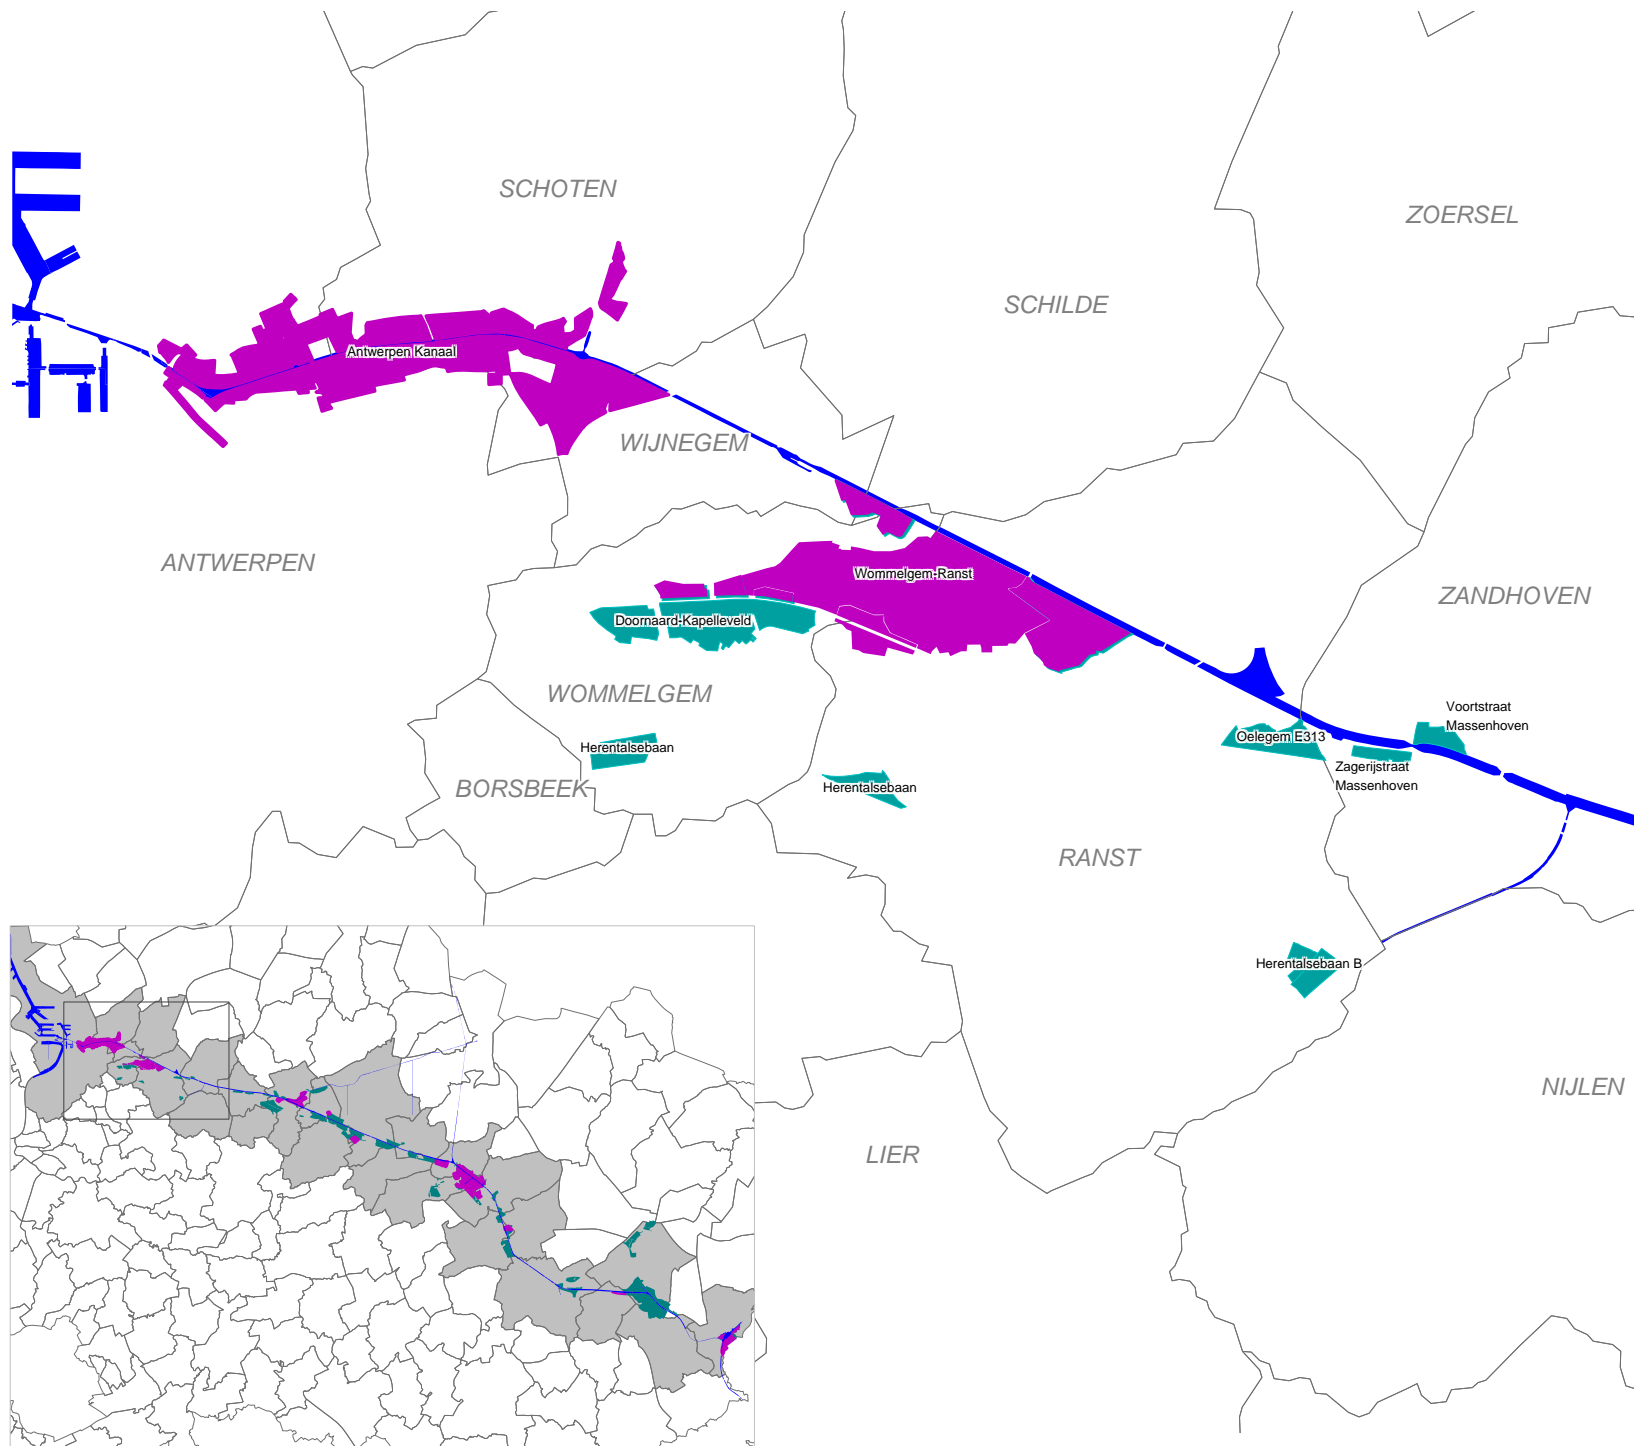 SCHOTEN
ZOERSEL
SCHILDE
Antwerpen Kanaal
WIJNEGEM
ANTWERPEN
Wommelgem-Ranst
ZANDHOVEN
Doornaard-Kapelleveld
WOMMELGEM
Voortstraat
Massenhoven
Oelegem E313
Herentalsebaan
Zagerijstraat
Massenhoven
BORSBEEK
Herentalsebaan
RANST
Herentalsebaan B
NIJLEN
LIER